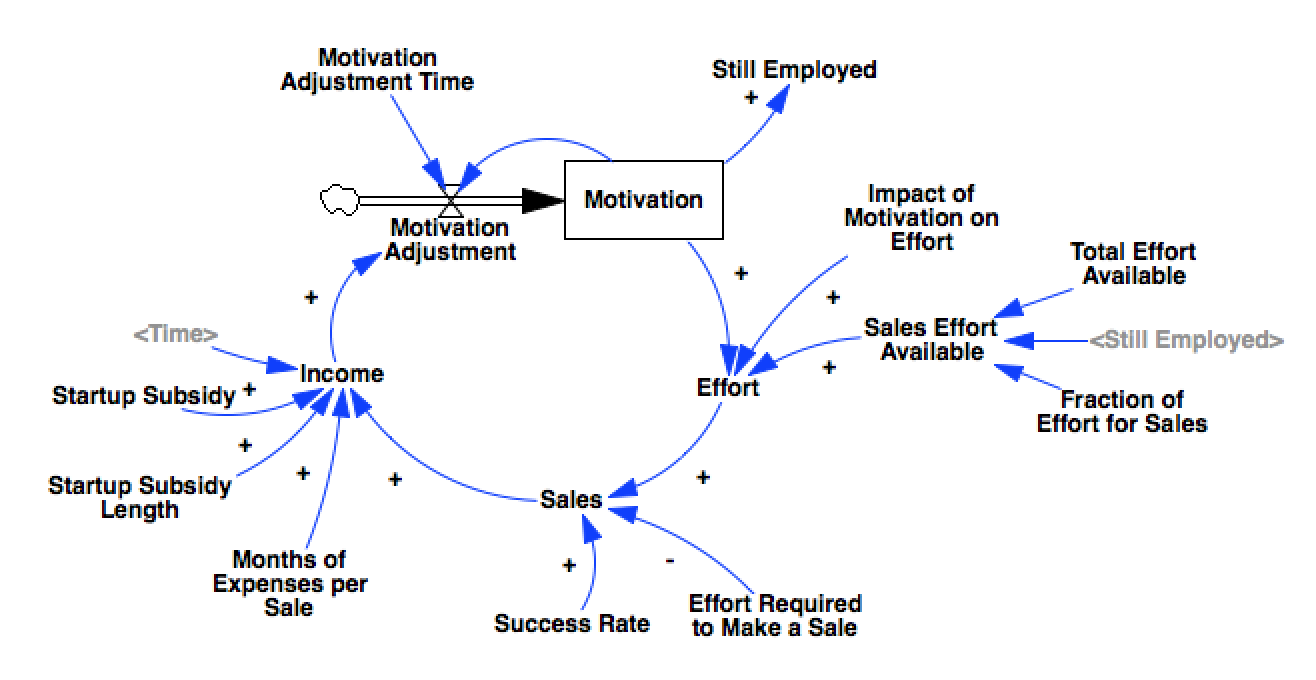 Motivation
Adjustment Time
Still Employed
+
Motivation
Impact of
Motivation on
Effort
Motivation
Adjustment
Total Effort
Available
+
+
+
<Time>
Sales Effort
Available
<Still Employed>
Income
Startup Subsidy
+
+
Effort
Fraction of
Effort for Sales
+
+
+
+
Startup Subsidy
Length
Sales
Months of
Expenses per
Sale
+
-
Success Rate
Effort Required
to Make a Sale